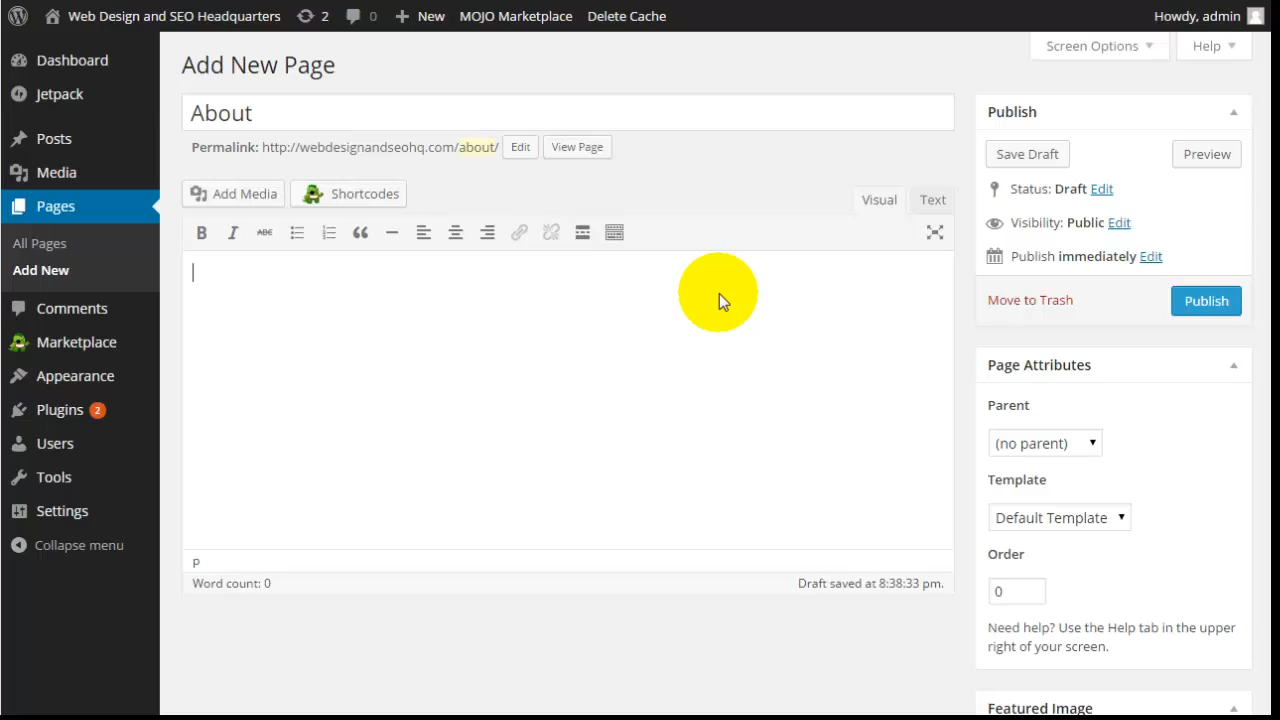 Web Design and SEO Headquarters 2 0 New MOJO Marketplace Delete Cache Howdy, admin
Screen Options Help
Dashboard
Jetpack
Posts
Media
Pages
All Pages
Add New
Comments
Marketplace
Appearance
Plugins 2
Users
Tools
Settings
Collapse menu
Add New Page
About
Permalink: http://webdesignandseohq.com/about/ Edit View Page
Add Media Shortcodes
Visual Text
B I ABC
p
Word count: 0 Draft saved at 8:38:33 pm.
Publish
Save Draft Preview
Status: Draft Edit
Visibility: Public Edit
Publish immediately Edit
Move to Trash Publish
Page Attributes
Parent
(no parent)
Template
Default Template
Order
0
Need help? Use the Help tab in the upper
right of your screen.
Featured Image